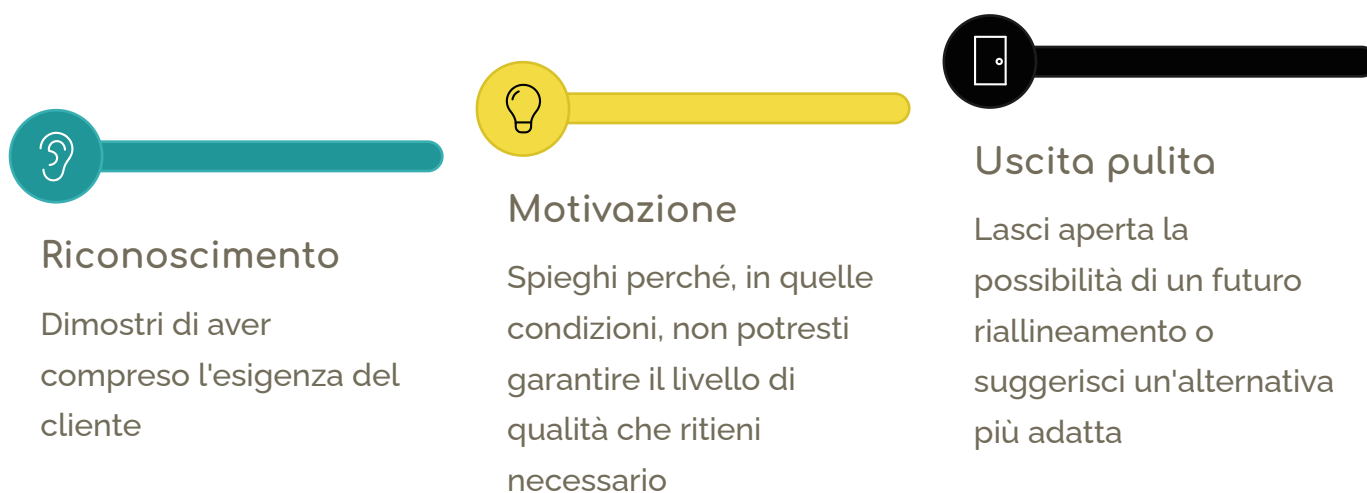 Riconoscimento
Dimostri di aver
compreso l'esigenza del
cliente
Motivazione
Spieghi perché, in quelle
condizioni, non potresti
garantire il livello di
qualità che ritieni
necessario
Uscita pulita
Lasci aperta la
possibilità di un futuro
riallineamento o
suggerisci un'alternativa
più adatta